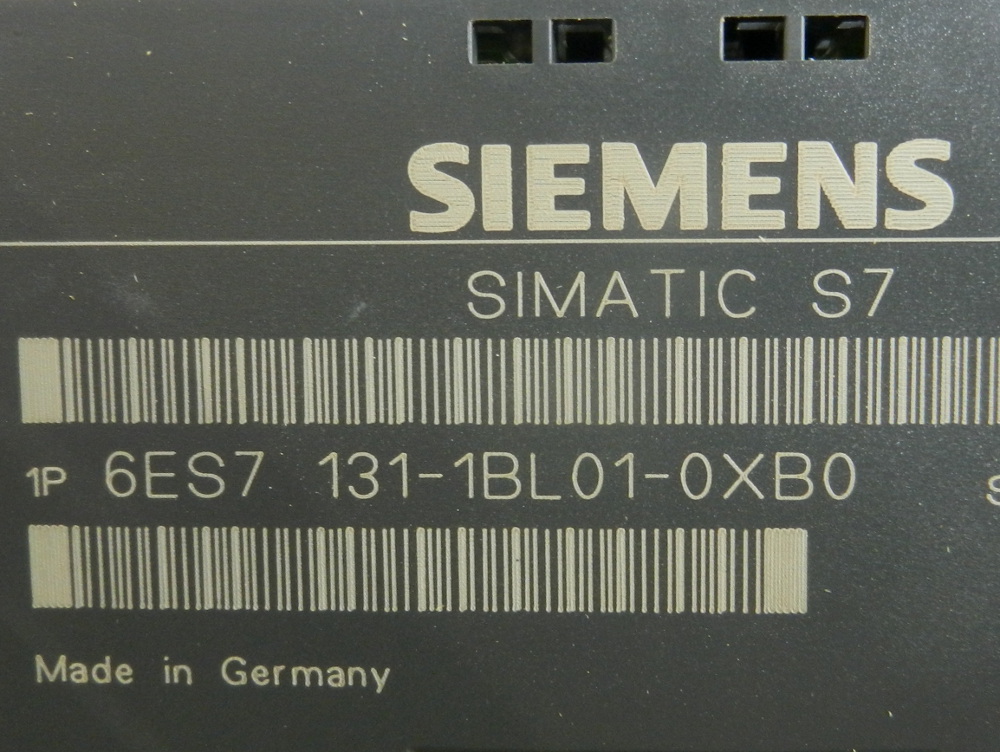 SIEMENS
SIMATIC S7
1P 6ES7 131-1BL01-0XB0 S
Made in Germany